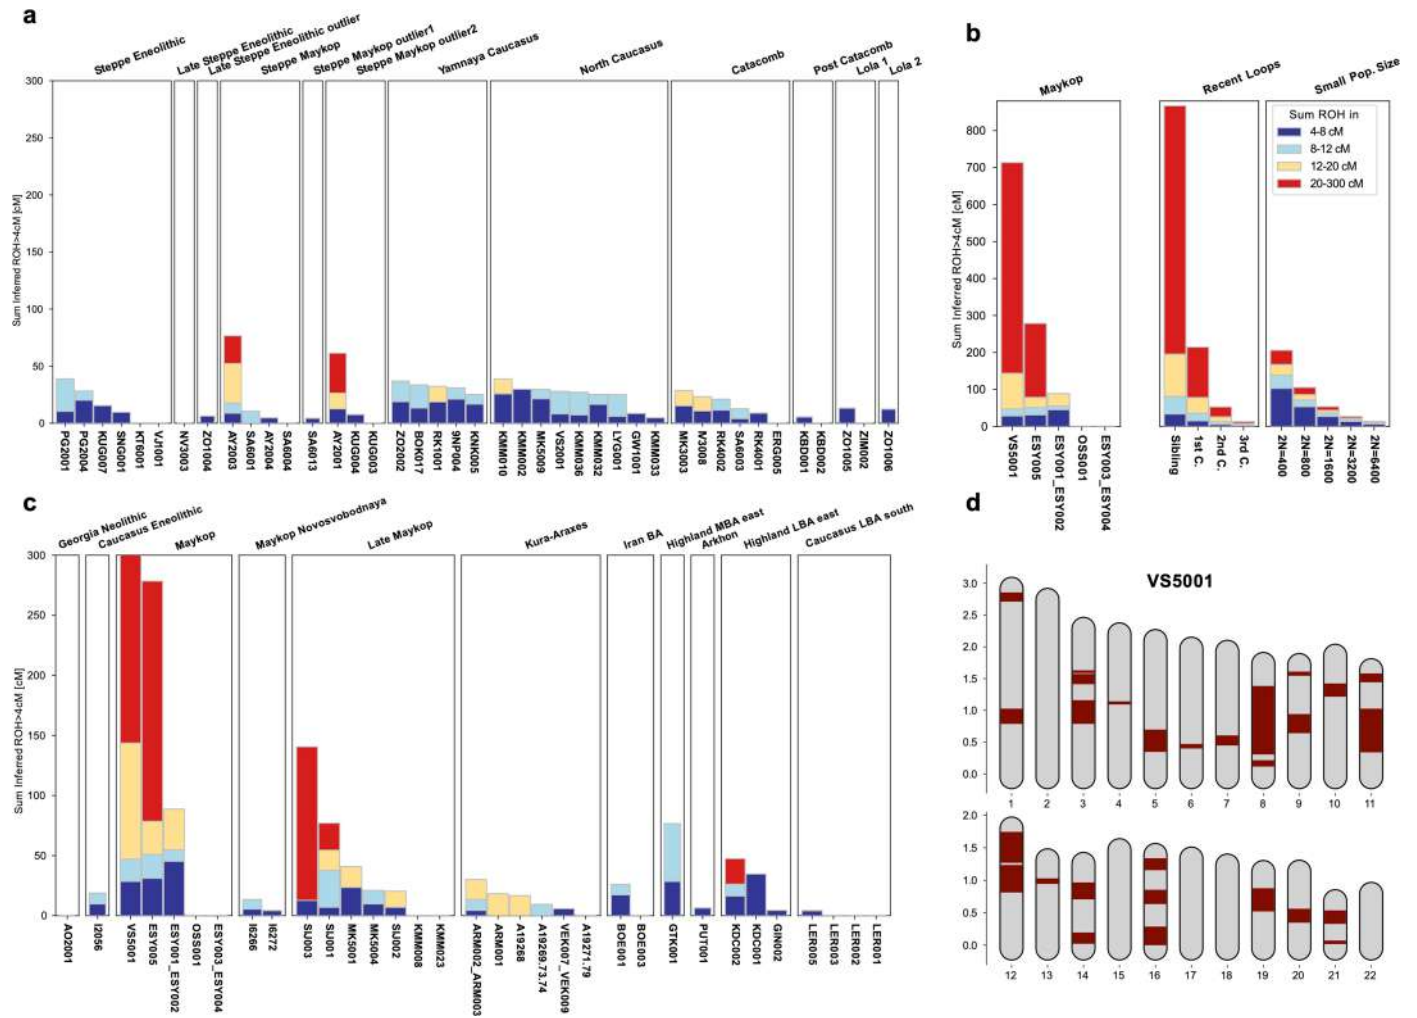 a
Steppe Eneolithic
Late Steppe Eneolithic
Late Steppe Eneolithic outlier
Steppe Maykop
Steppe Maykop outlier1
Steppe Maykop outlier2
Yamnaya Caucasus
North Caucasus
Catacomb
Post Catacomb
Lola 1
Lola 2
Sum Inferred ROH>4cM [cM]
300
250
200
150
100
50
0
PG2001
PG2004
KUG007
SNG001
KT6001
VJ1001
NV3003
ZO1004
AY2003
SA6001
AY2004
SA6004
SA6013
AY2001
KUG004
KUG003
ZO2002
BOK017
RK1001
9NP004
KNK005
KMM010
KMM002
MK5009
VS2001
KMM036
KMM032
LYG001
GW1001
KMM033
MK3003
IV3008
RK4002
SA6003
RK4001
ERG005
KBD001
KBD002
ZO1005
ZIM002
ZO1006
b
Maykop
Recent Loops
Small Pop. Size
Sum Inferred ROH>4cM [cM]
800
700
600
500
400
300
200
100
0
Sum ROH in
4-8 cM
8-12 cM
12-20 cM
20-300 cM
VS5001
ESY005
ESY001_ESY002
OSS001
ESY003_ESY004
Sibling
1st C.
2nd C.
3rd C.
2N=400
2N=800
2N=1600
2N=3200
2N=6400
c
Georgia Neolithic
Caucasus Eneolithic
Maykop
Maykop Novosvobodnaya
Late Maykop
Kura-Araxes
Iran BA
Highland MBA east
Arkhon
Highland LBA east
Caucasus LBA south
Sum Inferred ROH>4cM [cM]
300
250
200
150
100
50
0
AO2001
I2056
VS5001
ESY005
ESY001_ESY002
OSS001
ESY003_ESY004
I6266
I6272
SIJ003
SIJ001
MK5001
MK5004
SIJ002
KMM008
KMM023
ARM002_ARM003
ARM001
A19268
A19269.73.74
VEK007_VEK009
A19271.79
BOE001
BOE003
GTK001
PUT001
KDC002
KDC001
GIN002
LER005
LER003
LER002
LER001
d
VS5001
3.0
2.5
2.0
1.5
1.0
0.5
0.0
1 2 3 4 5 6 7 8 9 10 11
2.0
1.5
1.0
0.5
0.0
12 13 14 15 16 17 18 19 20 21 22